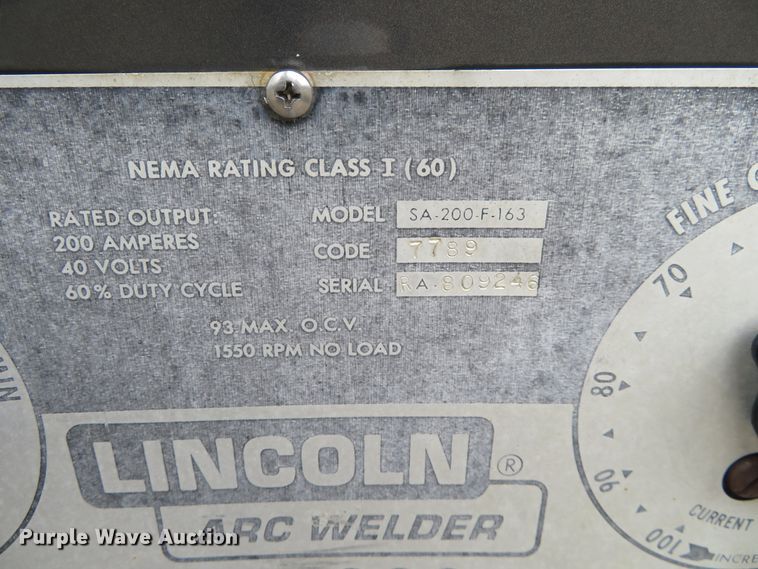 NEMA RATING CLASS I (60)
RATED OUTPUT:
200 AMPERES
40 VOLTS
60% DUTY CYCLE
MODEL SA-200-F-163
CODE 7789
SERIAL RA-809246
93 MAX. O.C.V.
1550 RPM NO LOAD
MIN
FINE
70
80
90
100
CURRENT
LINCOLN ®
ARC WELDER
Purple Wave Auction